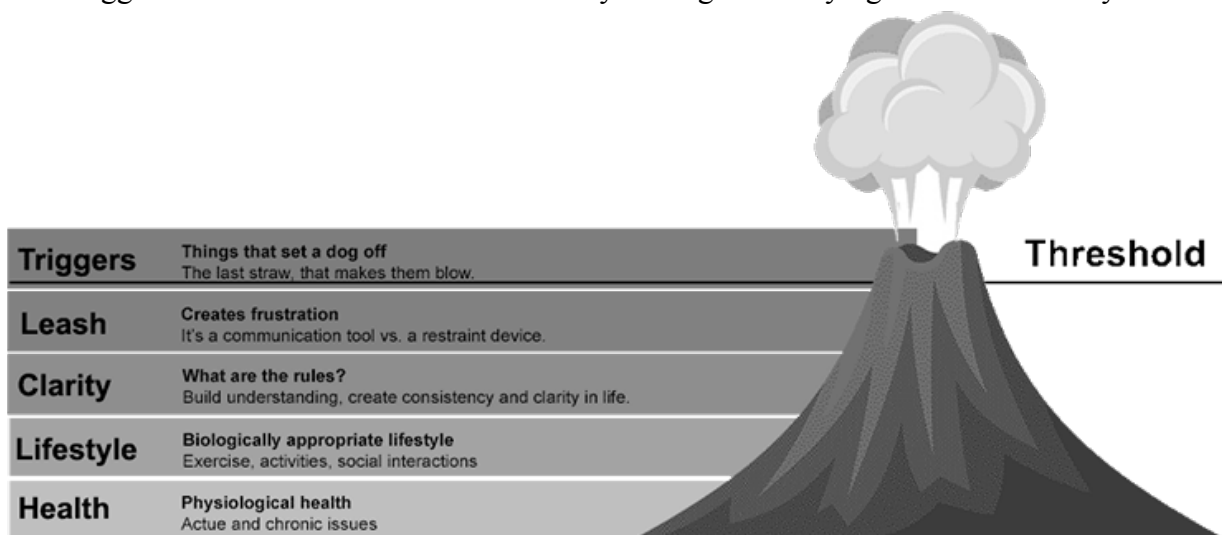 Triggers
Things that set a dog off
The last straw, that makes them blow.
Threshold
Leash
Creates frustration
It's a communication tool vs. a restraint device.
Clarity
What are the rules?
Build understanding, create consistency and clarity in life.
Lifestyle
Biologically appropriate lifestyle
Exercise, activities, social interactions
Health
Physiological health
Actue and chronic issues